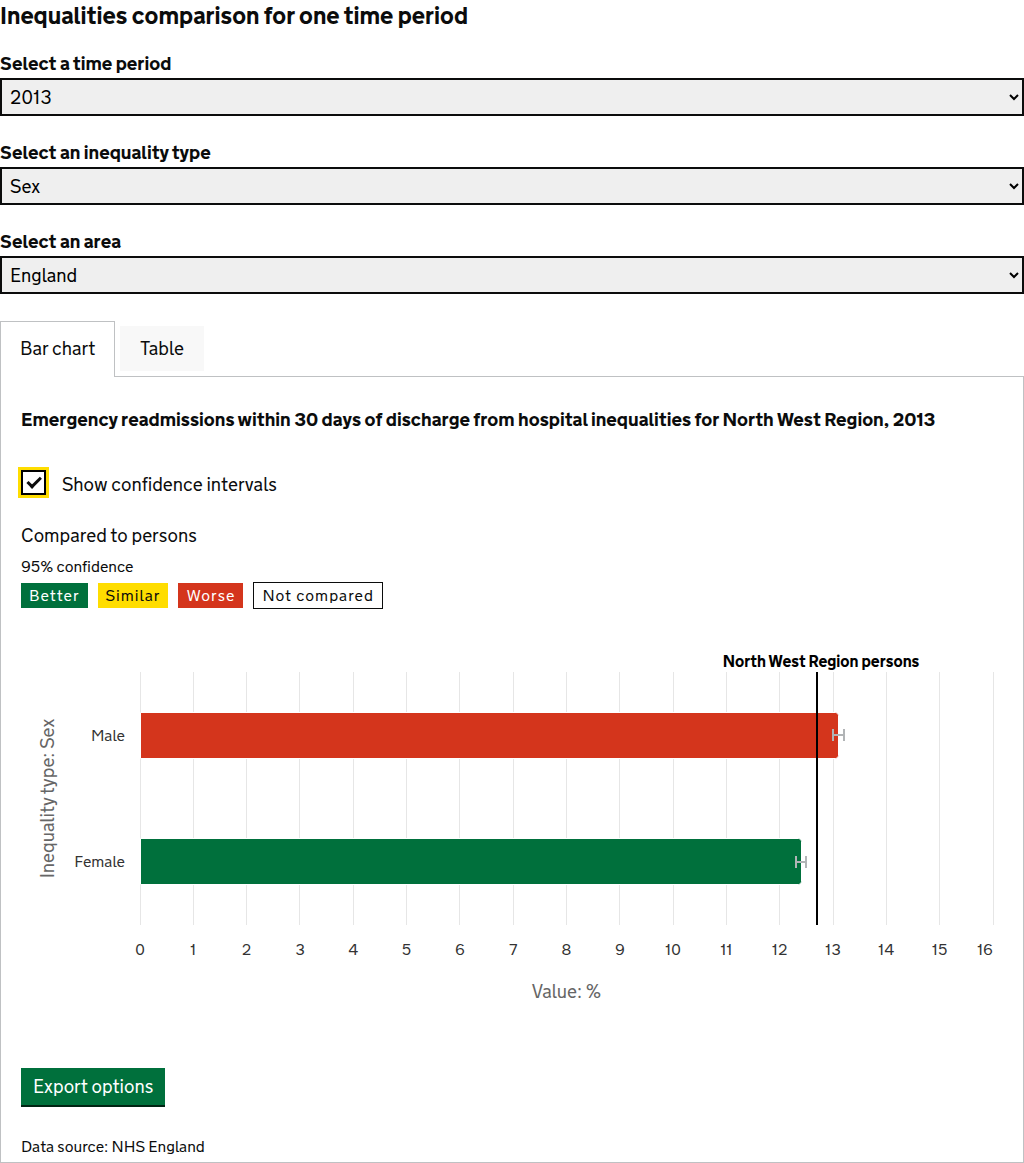 Inequalities comparison for one time period
Select a time period
2013
Select an inequality type
Sex
Select an area
England
Bar chart Table
Emergency readmissions within 30 days of discharge from hospital inequalities for North West Region, 2013
Show confidence intervals
Compared to persons
95% confidence
Better Similar Worse Not compared
North West Region persons
Inequality type: Sex
Male
Female
0 1 2 3 4 5 6 7 8 9 10 11 12 13 14 15 16
Value: %
Export options
Data source: NHS England